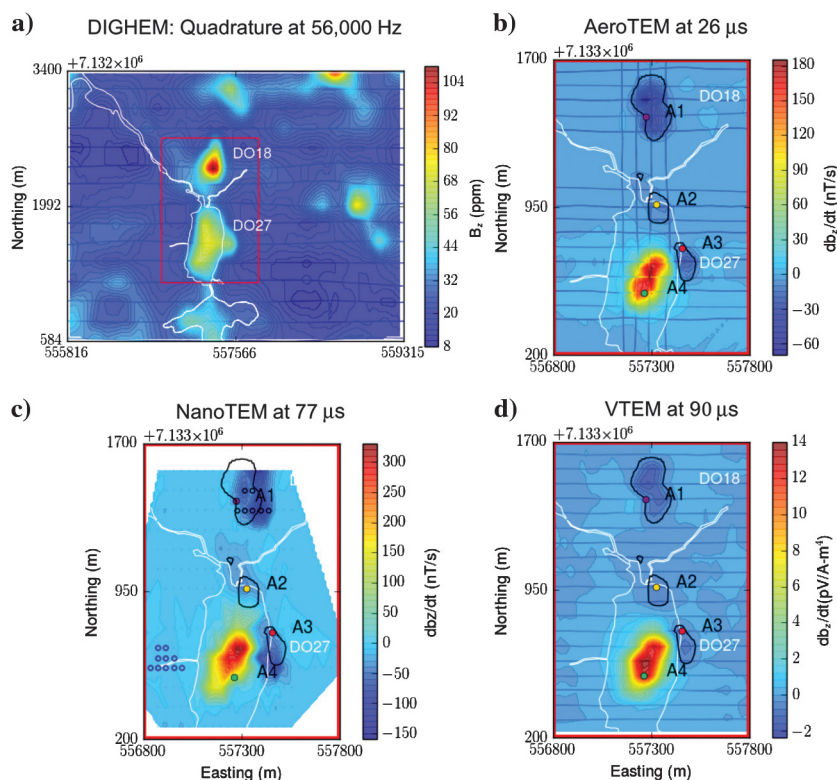 a) DIGHEM: Quadrature at 56,000 Hz
+7.132×10⁶
3400
1992
584
Northing (m)
555816 557566 559315
DO18
DO27
104
92
80
68
56
44
32
20
8
B_z (ppm)
b) AeroTEM at 26 μs
+7.133×10⁶
1700
950
200
Northing (m)
556800 557300 557800
A1
DO18
A2
A3
DO27
A4
180
150
120
90
60
30
0
−30
−60
db_z/dt (nT/s)
c) NanoTEM at 77 μs
+7.133×10⁶
1700
950
200
Northing (m)
556800 557300 557800
Easting (m)
A1
A2
A3
DO27
A4
300
250
200
150
100
50
0
−50
−100
−150
dbz/dt (nT/s)
d) VTEM at 90 μs
+7.133×10⁶
1700
950
200
Northing (m)
556800 557300 557800
Easting (m)
A1
DO18
A2
A3
DO27
A4
14
12
10
8
6
4
2
0
−2
db_z/dt(pV/A-m⁴)